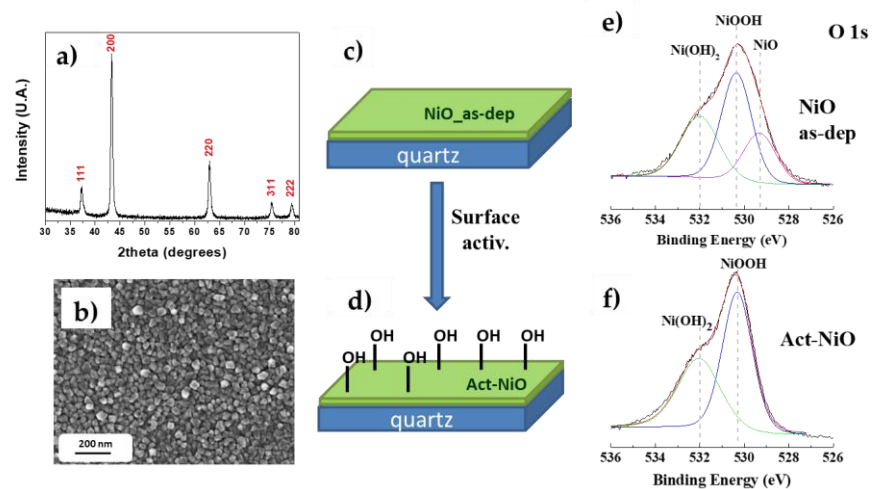 a)
200
111
220
311
222
Intensity (U.A.)
30 35 40 45 50 55 60 65 70 75 80
2theta (degrees)
b)
200 nm
c)
NiO_as-dep
quartz
Surface
activ.
d)
OH OH OH OH
OH OH
Act-NiO
quartz
e)
O 1s
NiOOH
Ni(OH)2
NiO
NiO
as-dep
536 534 532 530 528 526
Binding Energy (eV)
f)
NiOOH
Ni(OH)2
Act-NiO
536 534 532 530 528 526
Binding Energy (eV)